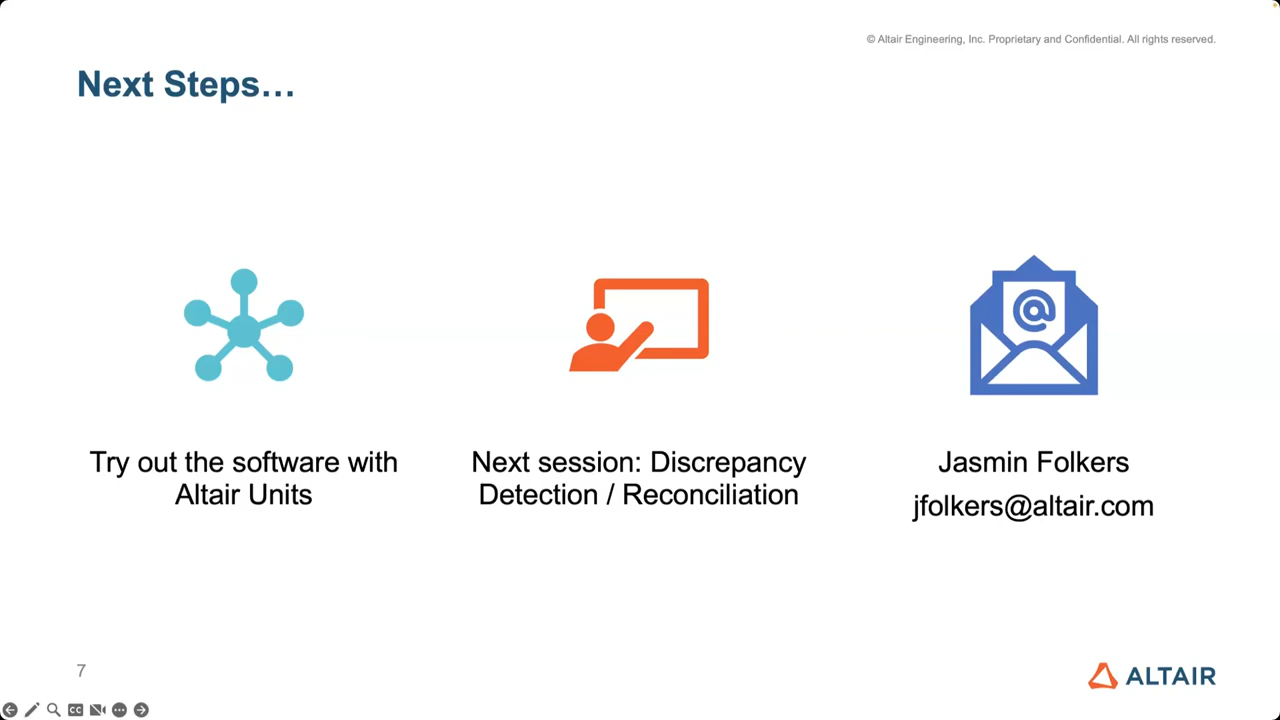 © Altair Engineering, Inc. Proprietary and Confidential. All rights reserved.
Next Steps…
@
Try out the software with
Altair Units
Next session: Discrepancy
Detection / Reconciliation
Jasmin Folkers
jfolkers@altair.com
7
ALTAIR
CC